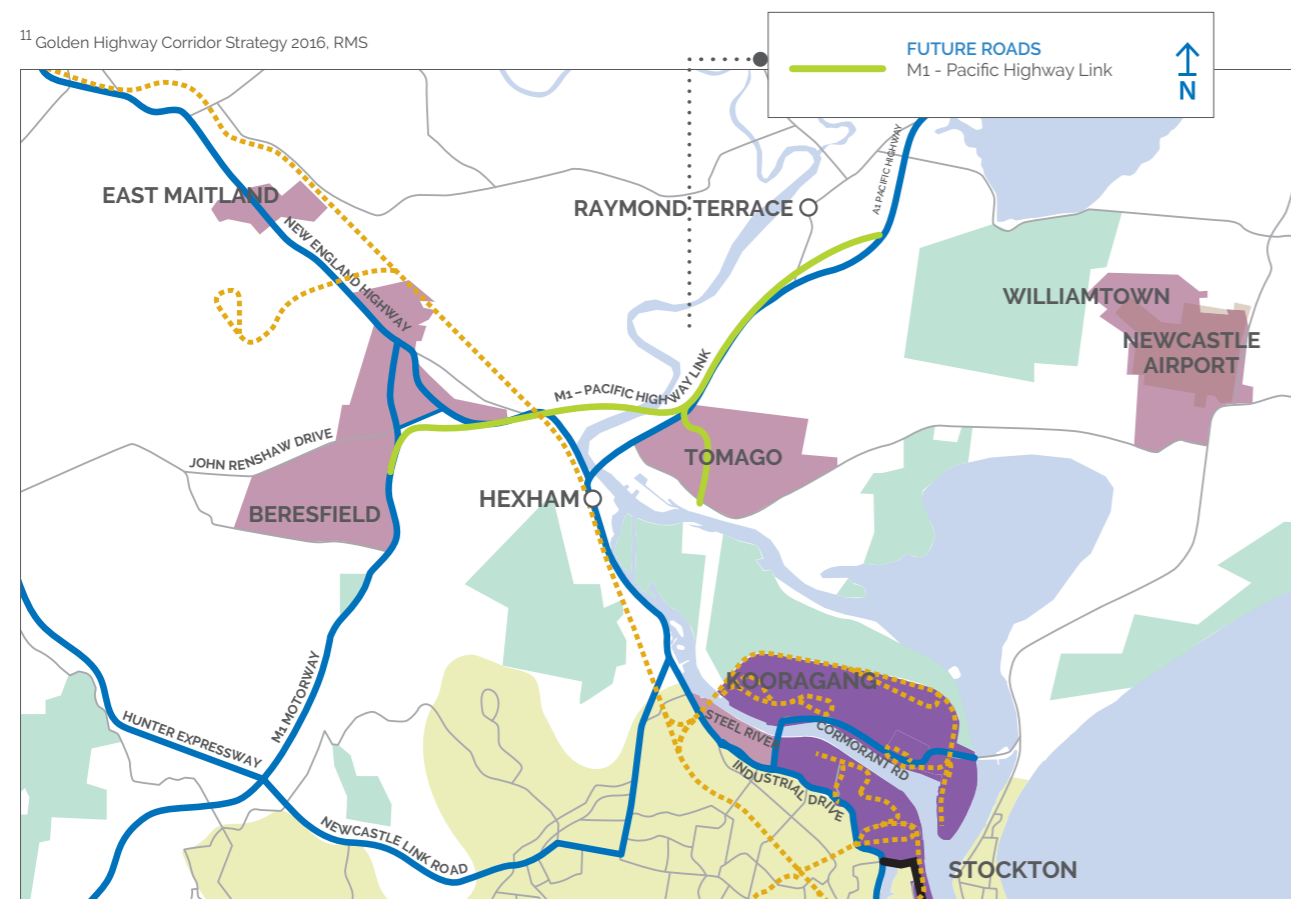 11 Golden Highway Corridor Strategy 2016, RMS
FUTURE ROADS
M1 - Pacific Highway Link
N
A1 PACIFIC HIGHWAY
EAST MAITLAND
RAYMOND TERRACE
NEW ENGLAND HIGHWAY
WILLIAMTOWN
NEWCASTLE
AIRPORT
M1 – PACIFIC HIGHWAY LINK
JOHN RENSHAW DRIVE
TOMAGO
HEXHAM
BERESFIELD
M1 MOTORWAY
KOORAGANG
STEEL RIVER
CORMORANT RD
HUNTER EXPRESSWAY
INDUSTRIAL DRIVE
NEWCASTLE LINK ROAD
STOCKTON